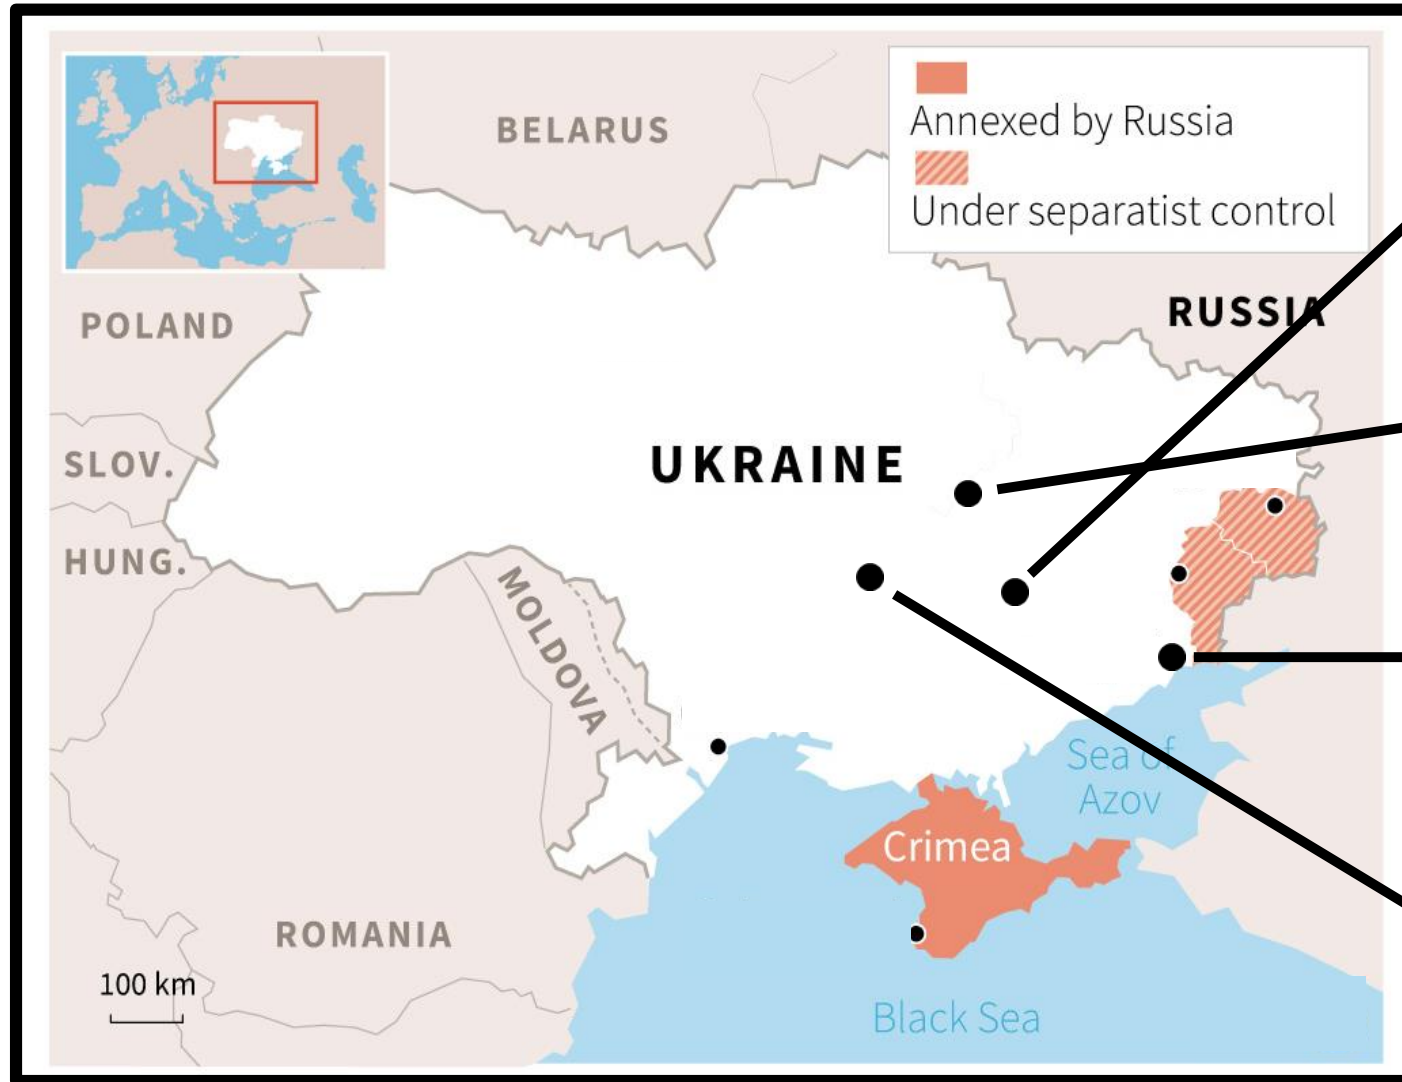 Annexed by Russia
Under separatist control
BELARUS
POLAND
RUSSIA
UKRAINE
SLOV.
HUNG.
MOLDOVA
Sea of
Azov
Crimea
ROMANIA
100 km
Black Sea